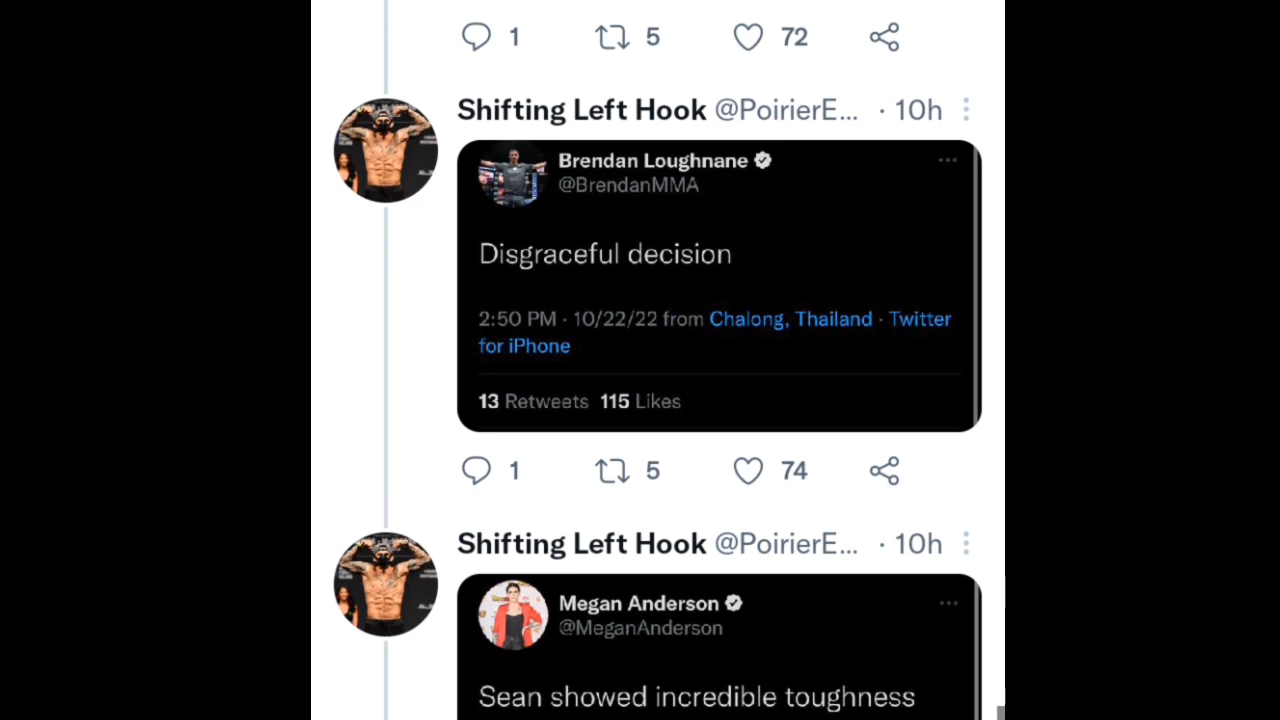 1 5 72
Shifting Left Hook @PoirierE... · 10h
Brendan Loughnane
@BrendanMMA
Disgraceful decision
2:50 PM · 10/22/22 from Chalong, Thailand · Twitter
for iPhone
13 Retweets 115 Likes
1 5 74
Shifting Left Hook @PoirierE... · 10h
Megan Anderson
@MeganAnderson
Sean showed incredible toughness